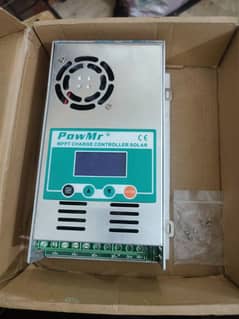 PowMr
CE
MPPT CHARGE CONTROLLER SOLAR